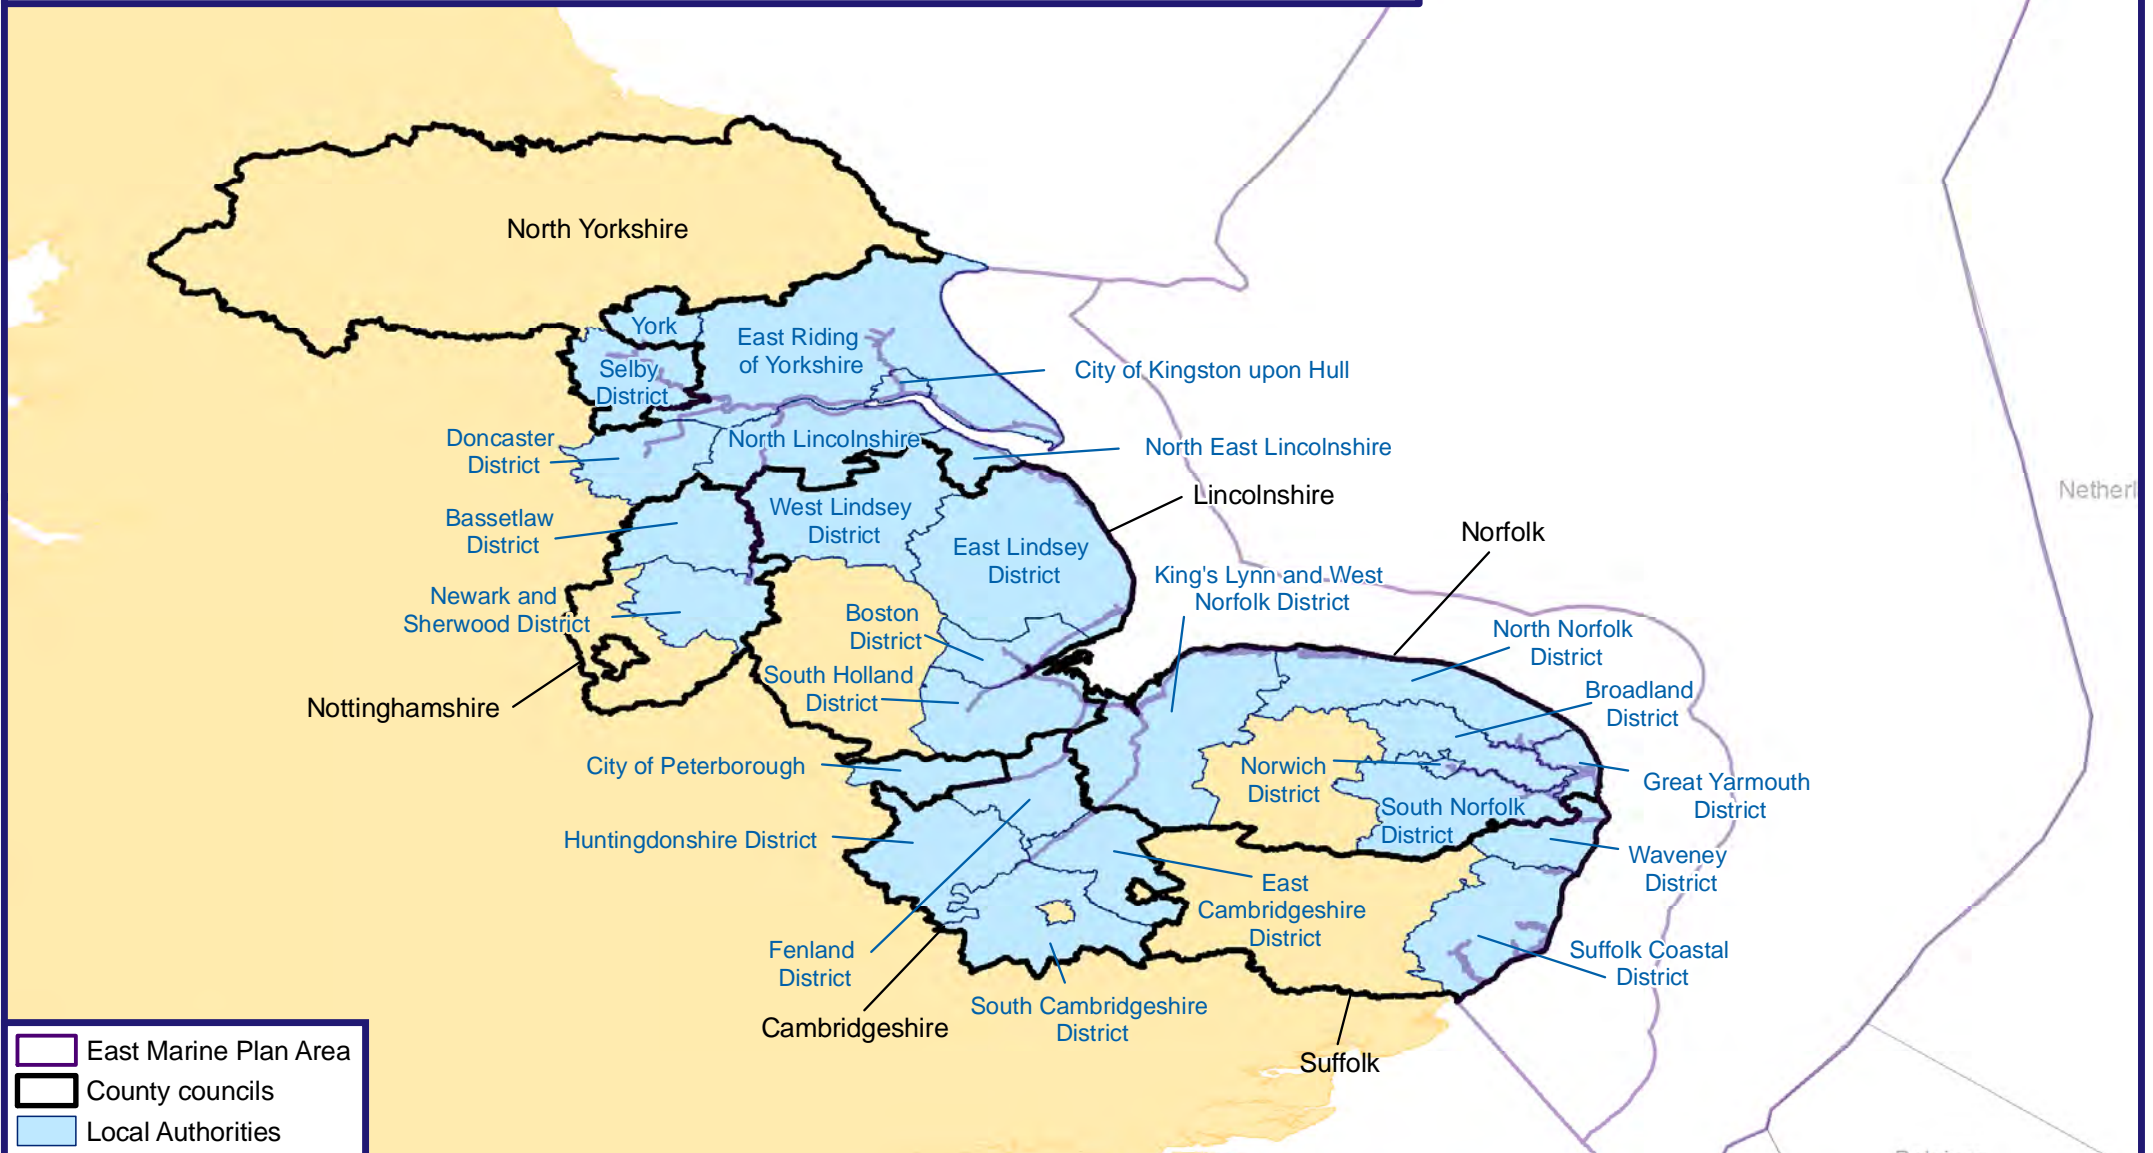 North Yorkshire
York
East Riding
of Yorkshire
Selby
District
City of Kingston upon Hull
Doncaster
District
North Lincolnshire
North East Lincolnshire
Lincolnshire
Netherl
West Lindsey
District
Bassetlaw
District
Norfolk
East Lindsey
District
King's Lynn and West
Norfolk District
Newark and
Sherwood District
Boston
District
North Norfolk
District
South Holland
District
Broadland
District
Nottinghamshire
City of Peterborough
Norwich
District
Great Yarmouth
District
South Norfolk
District
Huntingdonshire District
Waveney
District
East
Cambridgeshire
District
Fenland
District
Suffolk Coastal
District
South Cambridgeshire
District
Cambridgeshire
Suffolk
East Marine Plan Area
County councils
Local Authorities